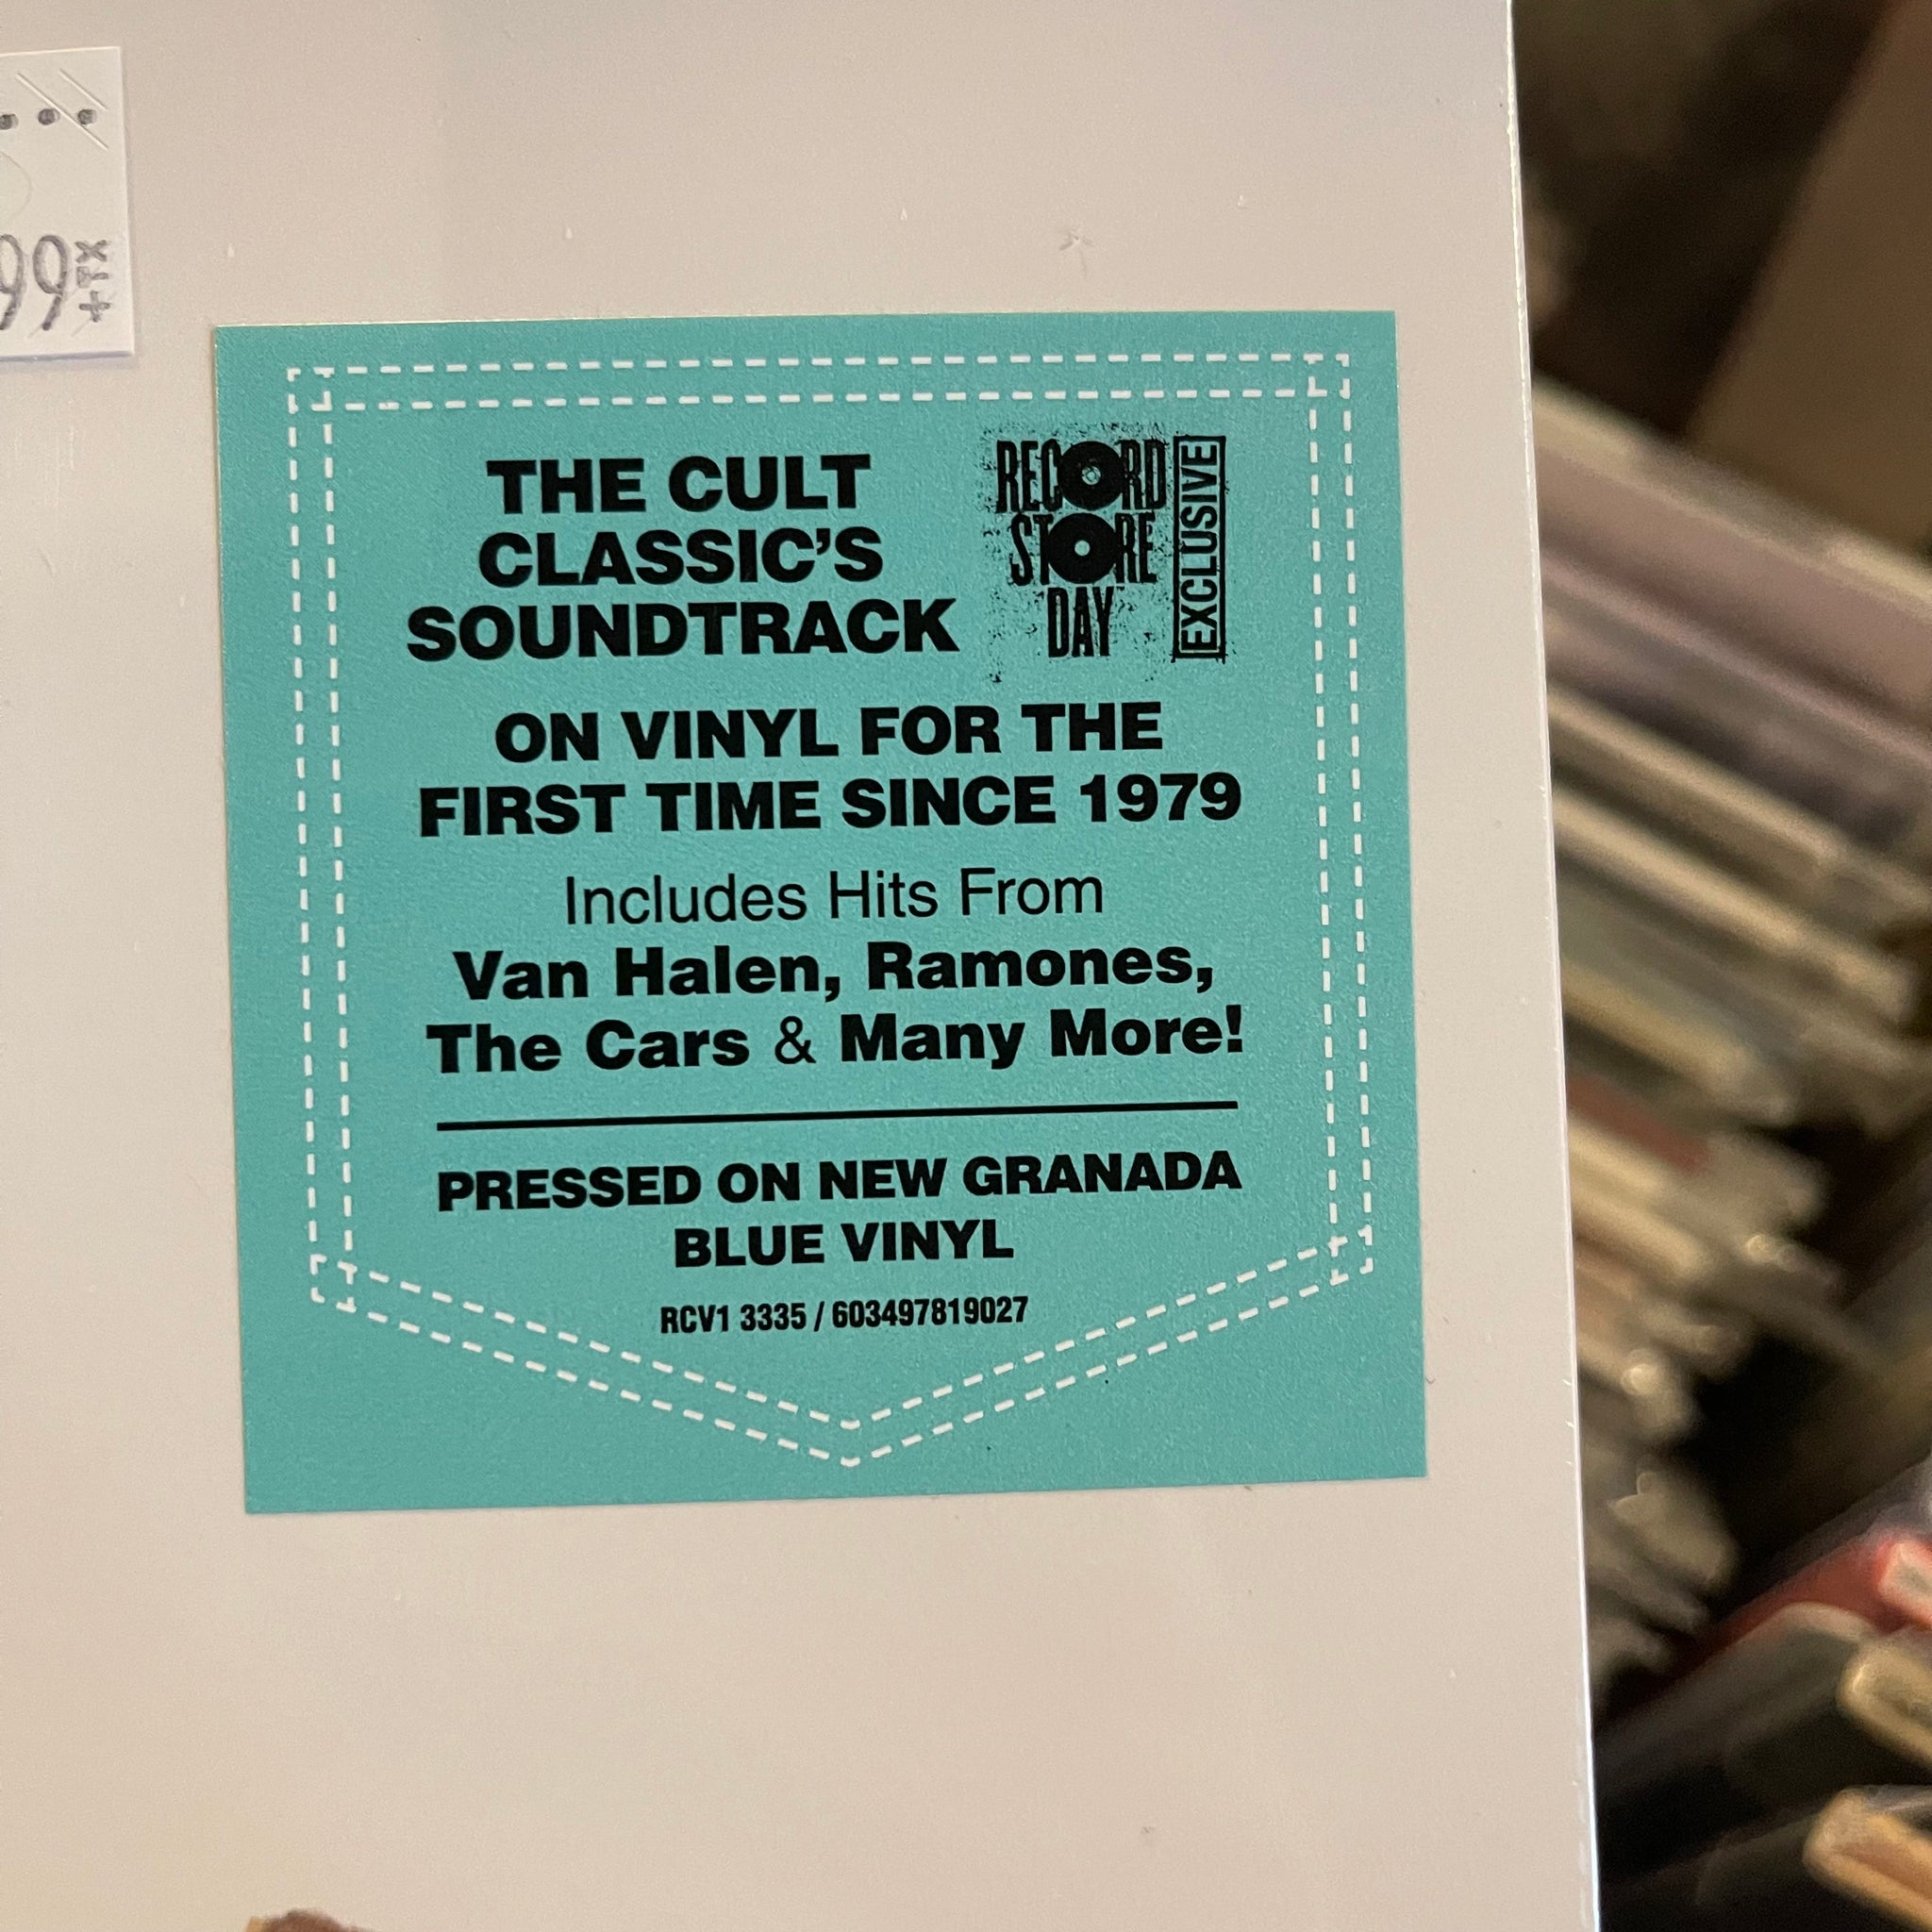 99
+TX
THE CULT
CLASSIC'S
SOUNDTRACK
RECORD
STORE
DAY
EXCLUSIVE
ON VINYL FOR THE
FIRST TIME SINCE 1979
Includes Hits From
Van Halen, Ramones,
The Cars & Many More!
PRESSED ON NEW GRANADA
BLUE VINYL
RCV1 3335 / 603497819027